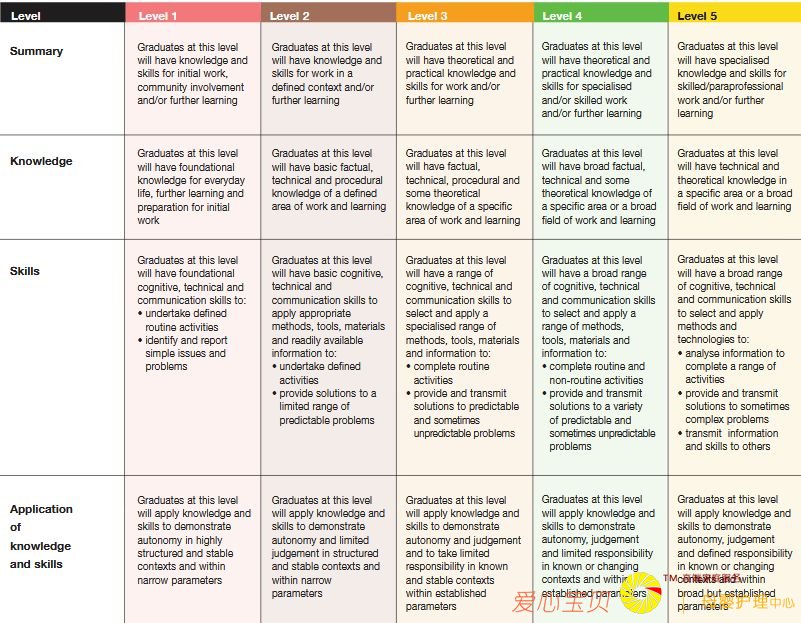 Level
Level 1
Level 2
Level 3
Level 4
Level 5
Summary
Graduates at this level
will have knowledge and
skills for initial work,
community involvement
and/or further learning
Graduates at this level
will have knowledge and
skills for work in a
defined context and/or
further learning
Graduates at this level
will have theoretical and
practical knowledge and
skills for work and/or
further learning
Graduates at this level
will have theoretical and
practical knowledge and
skills for specialised
and/or skilled work
and/or further learning
Graduates at this level
will have specialised
knowledge and skills for
skilled/paraprofessional
work and/or further
learning
Knowledge
Graduates at this level
will have foundational
knowledge for everyday
life, further learning and
preparation for initial
work
Graduates at this level
will have basic factual,
technical and procedural
knowledge of a defined
area of work and learning
Graduates at this level
will have factual,
technical, procedural and
some theoretical
knowledge of a specific
area of work and learning
Graduates at this level
will have broad factual,
technical and some
theoretical knowledge of
a specific area or a broad
field of work and learning
Graduates at this level
will have technical and
theoretical knowledge in
a specific area or a broad
field of work and learning
Skills
Graduates at this level
will have foundational
cognitive, technical and
communication skills to:
• undertake defined
routine activities
• identify and report
simple issues and
problems
Graduates at this level
will have basic cognitive,
technical and
communication skills to
apply appropriate
methods, tools, materials
and readily available
information to:
• undertake defined
activities
• provide solutions to a
limited range of
predictable problems
Graduates at this level
will have a range of
cognitive, technical and
communication skills to
select and apply a
specialised range of
methods, tools, materials
and information to:
• complete routine
activities
• provide and transmit
solutions to predictable
and sometimes
unpredictable problems
Graduates at this level
will have a broad range
of cognitive, technical
and communication skills
to select and apply a
range of methods,
tools, materials and
information to:
• complete routine and
non-routine activities
• provide and transmit
solutions to a variety
of predictable and
sometimes unpredictable
problems
Graduates at this level
will have a broad range
of cognitive, technical
and communication skills
to select and apply
methods and
technologies to:
• analyse information to
complete a range of
activities
• provide and transmit
solutions to sometimes
complex problems
• transmit information
and skills to others
Application
of
knowledge
and skills
Graduates at this level
will apply knowledge and
skills to demonstrate
autonomy in highly
structured and stable
contexts and within
narrow parameters
Graduates at this level
will apply knowledge and
skills to demonstrate
autonomy and limited
judgement in structured
and stable contexts and
within narrow
parameters
Graduates at this level
will apply knowledge and
skills to demonstrate
autonomy and judgement
and to take limited
responsibility in known
and stable contexts
within established
parameters
Graduates at this level
will apply knowledge and
skills to demonstrate
autonomy, judgement
and limited responsibility
in known or changing
contexts and within
established parameters
Graduates at this level
will apply knowledge and
skills to demonstrate
autonomy, judgement
and defined responsibility
in known or changing
contexts and within
broad but established
parameters
爱心宝贝
TM
母婴护理中心